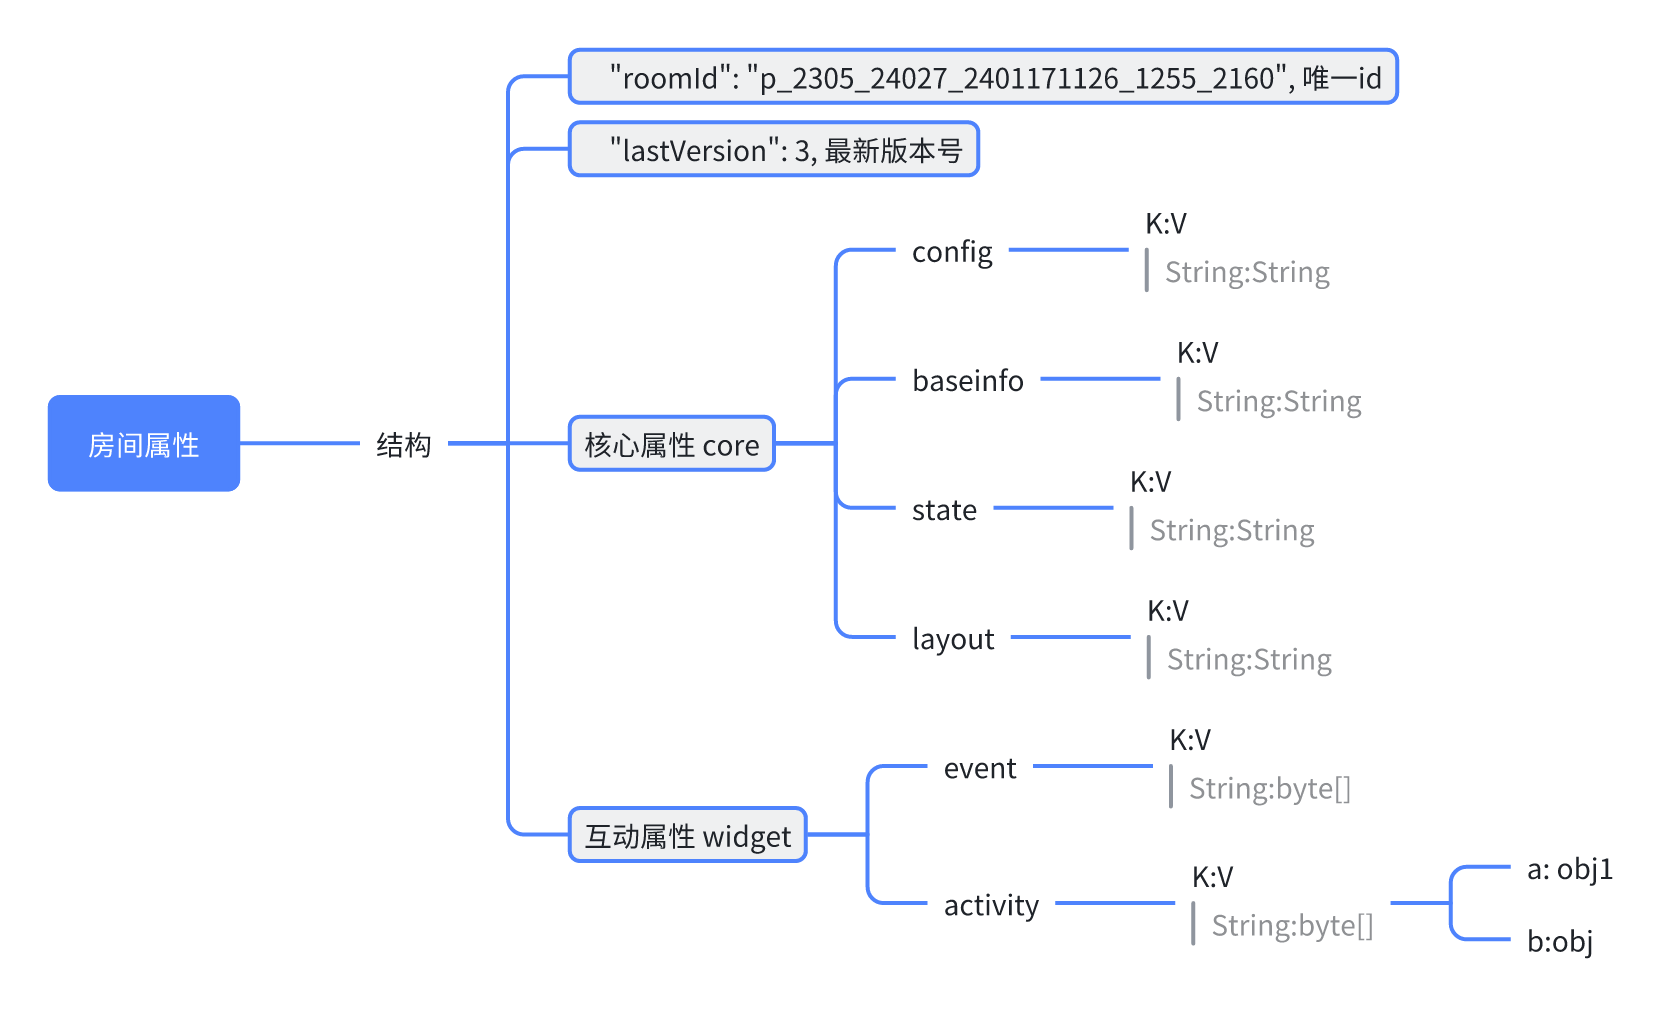 房间属性
结构
"roomId": "p_2305_24027_2401171126_1255_2160", 唯一id
"lastVersion": 3, 最新版本号
核心属性 core
config
K:V
String:String
baseinfo
K:V
String:String
state
K:V
String:String
layout
K:V
String:String
互动属性 widget
event
K:V
String:byte[]
activity
K:V
String:byte[]
a: obj1
b:obj